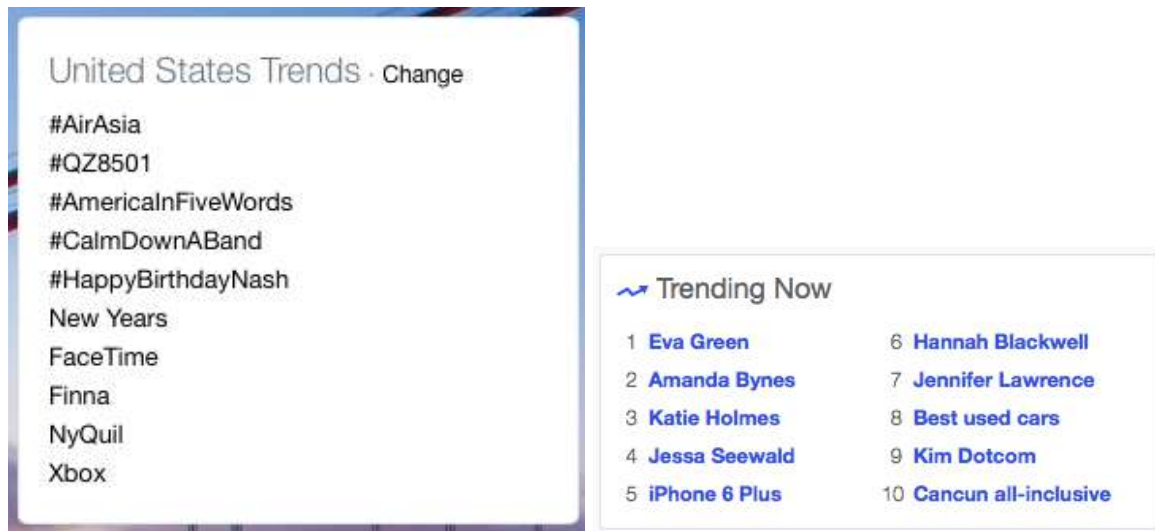 United States Trends · Change
#AirAsia
#QZ8501
#AmericaInFiveWords
#CalmDownABand
#HappyBirthdayNash
New Years
FaceTime
Finna
NyQuil
Xbox
Trending Now
1 Eva Green
2 Amanda Bynes
3 Katie Holmes
4 Jessa Seewald
5 iPhone 6 Plus
6 Hannah Blackwell
7 Jennifer Lawrence
8 Best used cars
9 Kim Dotcom
10 Cancun all-inclusive